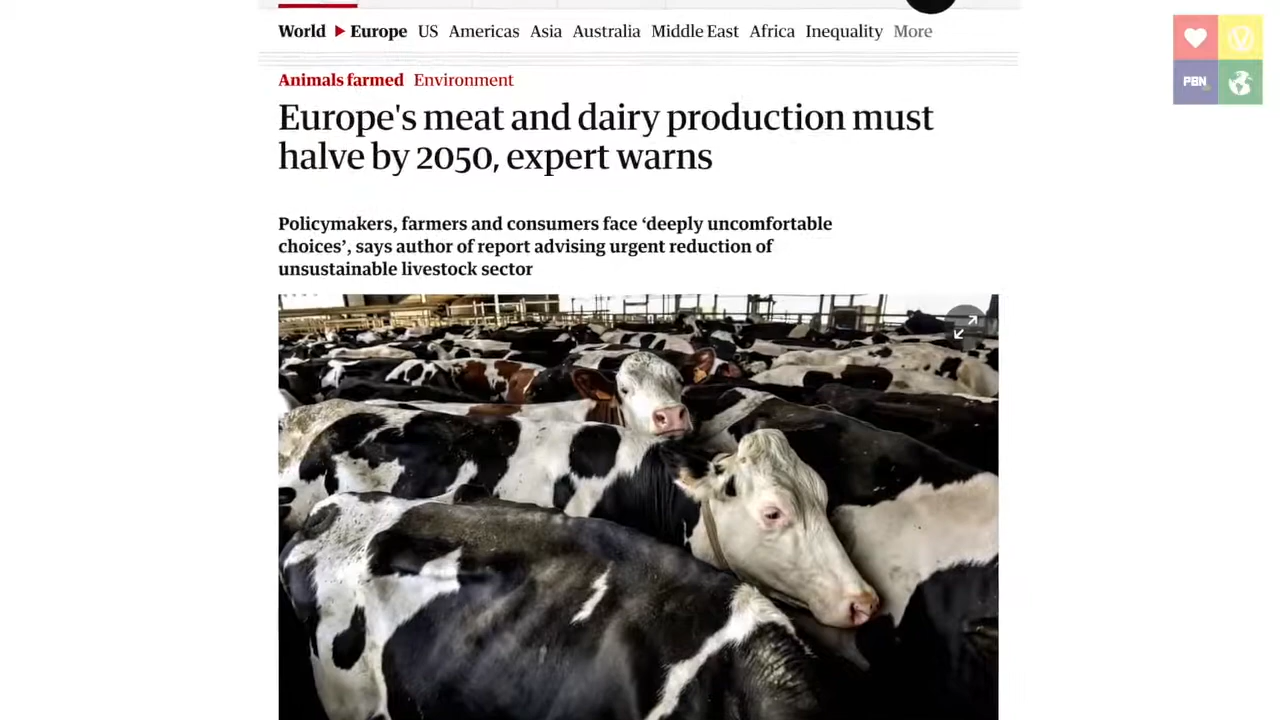 World Europe US Americas Asia Australia Middle East Africa Inequality More
Animals farmed Environment
Europe's meat and dairy production must
halve by 2050, expert warns
Policymakers, farmers and consumers face ‘deeply uncomfortable
choices’, says author of report advising urgent reduction of
unsustainable livestock sector
V
PBN